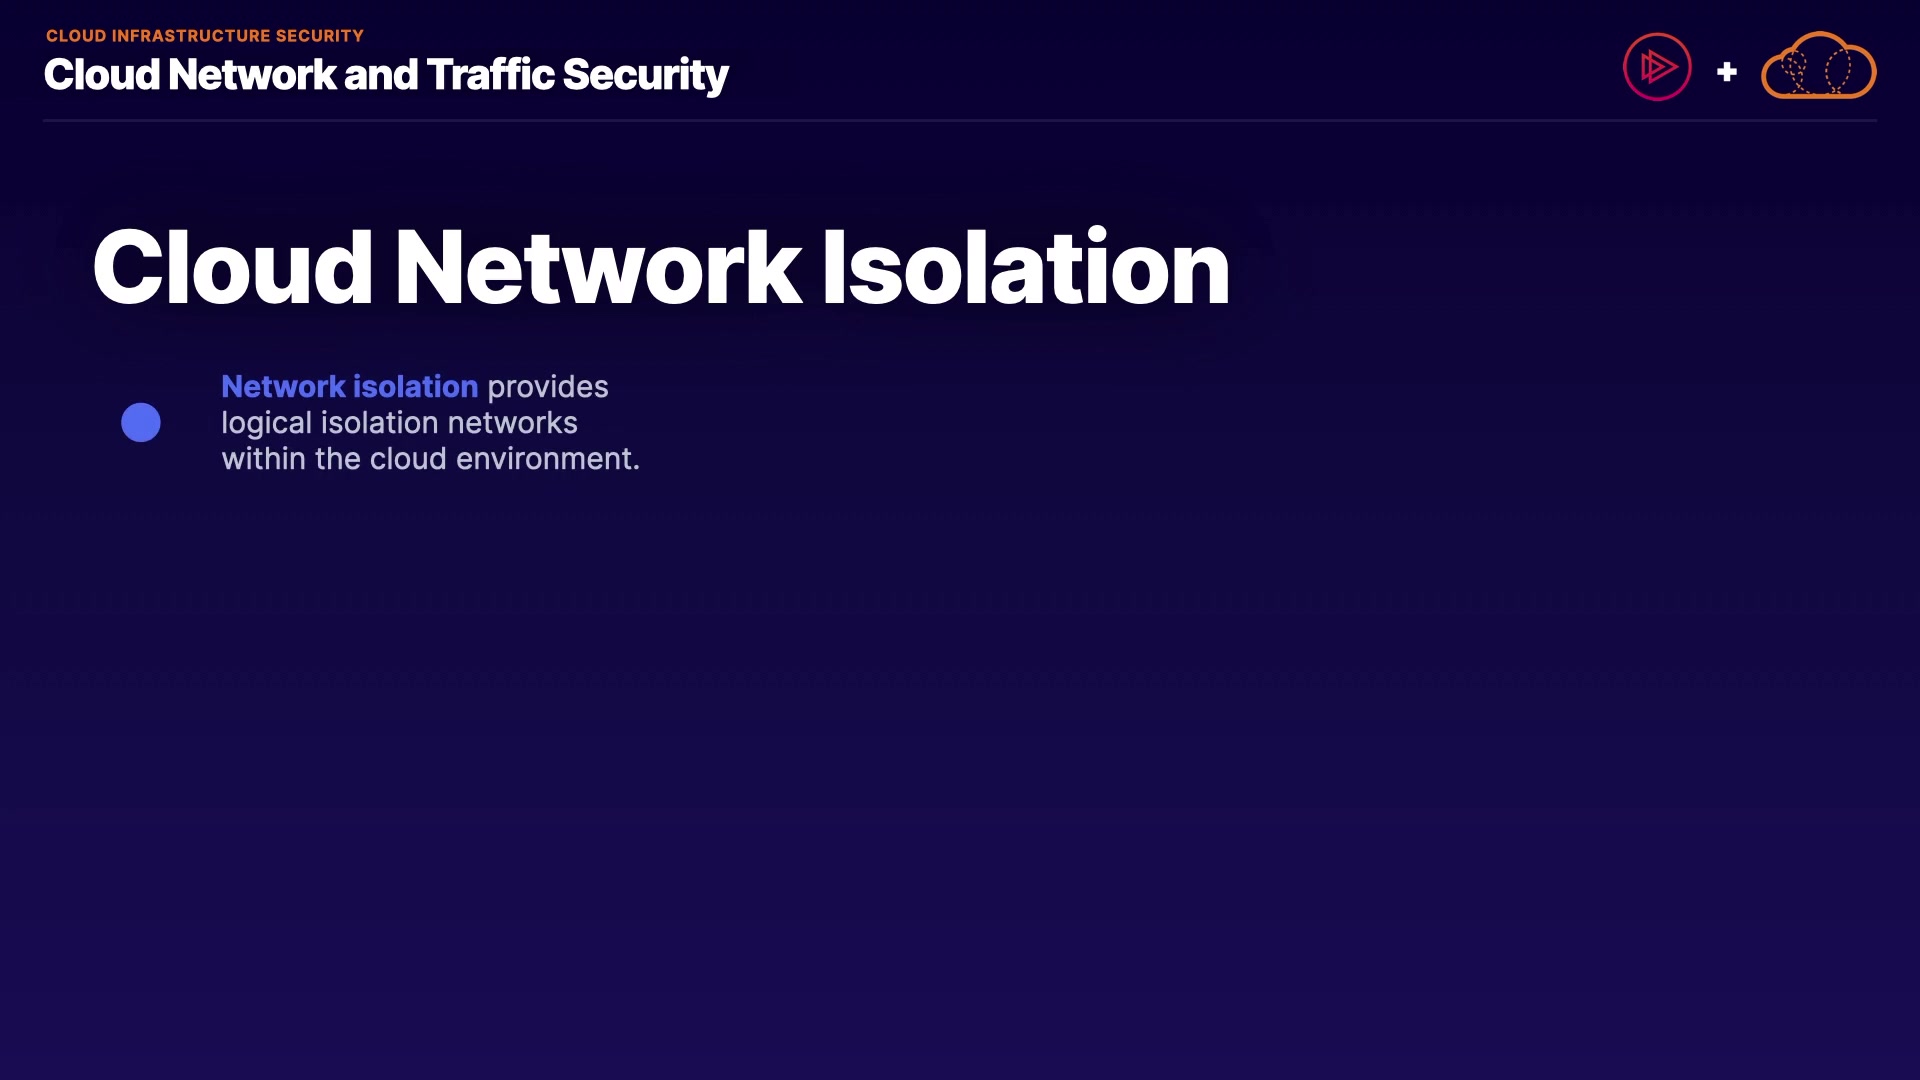 CLOUD INFRASTRUCTURE SECURITY
Cloud Network and Traffic Security
+
Cloud Network Isolation
Network isolation provides
logical isolation networks
within the cloud environment.